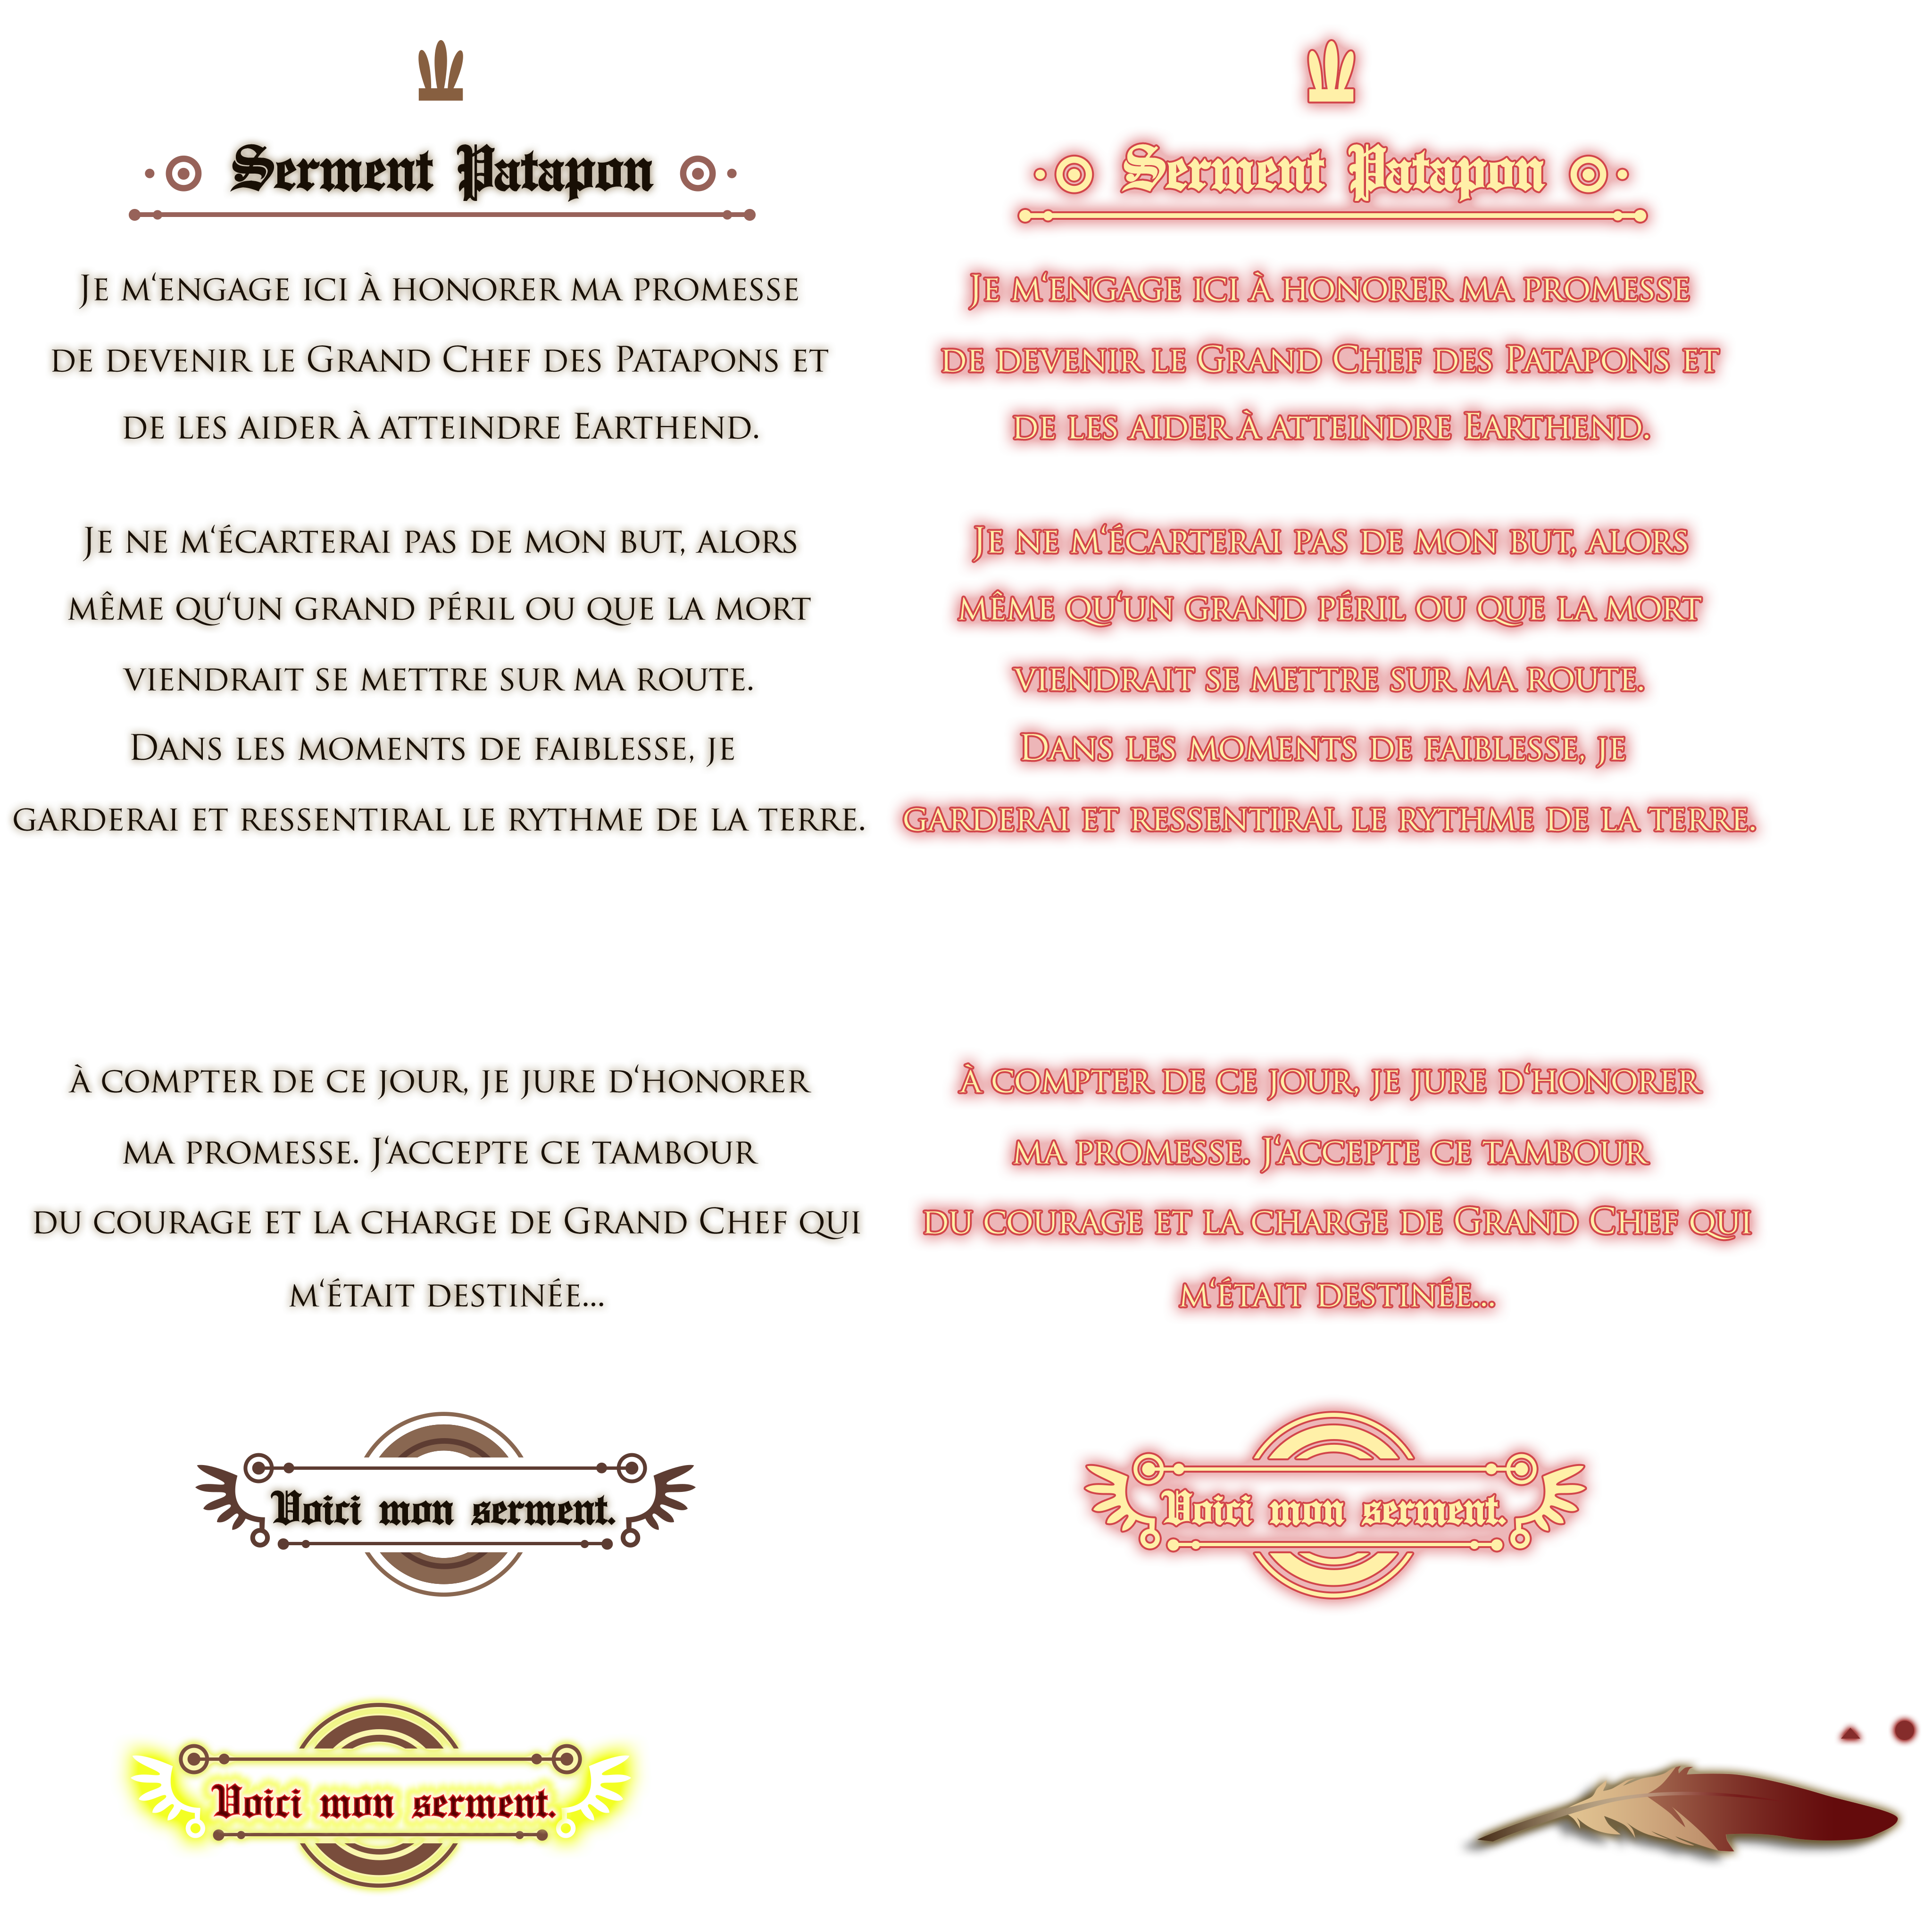 Serment Patapon
Je m‘engage ici à honorer ma promesse
de devenir le Grand Chef des Patapons et
de les aider à atteindre Earthend.
Je ne m‘écarterai pas de mon but, alors
même qu‘un grand péril ou que la mort
viendrait se mettre sur ma route.
Dans les moments de faiblesse, je
garderai et ressentiral le rythme de la terre.
à compter de ce jour, je jure d‘honorer
ma promesse. J‘accepte ce tambour
du courage et la charge de Grand Chef qui
m‘était destinée...
Voici mon serment.
Voici mon serment.
Serment Patapon
Je m‘engage ici à honorer ma promesse
de devenir le Grand Chef des Patapons et
de les aider à atteindre Earthend.
Je ne m‘écarterai pas de mon but, alors
même qu‘un grand péril ou que la mort
viendrait se mettre sur ma route.
Dans les moments de faiblesse, je
garderai et ressentiral le rythme de la terre.
à compter de ce jour, je jure d‘honorer
ma promesse. J‘accepte ce tambour
du courage et la charge de Grand Chef qui
m‘était destinée...
Voici mon serment.